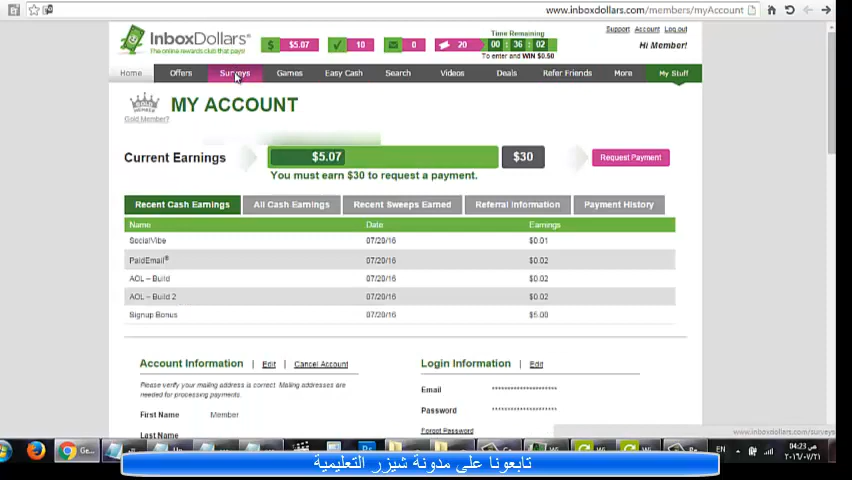 www.inboxdollars.com/members/myAccount
InboxDollars®
The online rewards club that pays!
$ $5.07 10 0 20
Time Remaining
00 : 36 : 02
To enter and WIN $0.50
Support Account Log out
Hi Member!
Home Offers Surveys Games Easy Cash Search Videos Deals Refer Friends More My Stuff
GOLD MEMBER
Gold Member?
MY ACCOUNT
Current Earnings $5.07 $30 Request Payment
You must earn $30 to request a payment.
Recent Cash Earnings All Cash Earnings Recent Sweeps Earned Referral Information Payment History
Name Date Earnings
SocialVibe 07/20/16 $0.01
PaidEmail® 07/20/16 $0.02
AOL – Build 07/20/16 $0.02
AOL – Build 2 07/20/16 $0.02
Signup Bonus 07/20/16 $5.00
Account Information | Edit | Cancel Account
Login Information | Edit
Please verify your mailing address is correct. Mailing addresses are
needed for processing payments.
Email ********************
Password ********************
First Name Member
Forgot Password
Last Name
www.inboxdollars.com/surveys
Ge...
EN
04:23 ص
٢٠١٦/٠٧/٢١
تابعونا على مدونة شيزر التعليمية